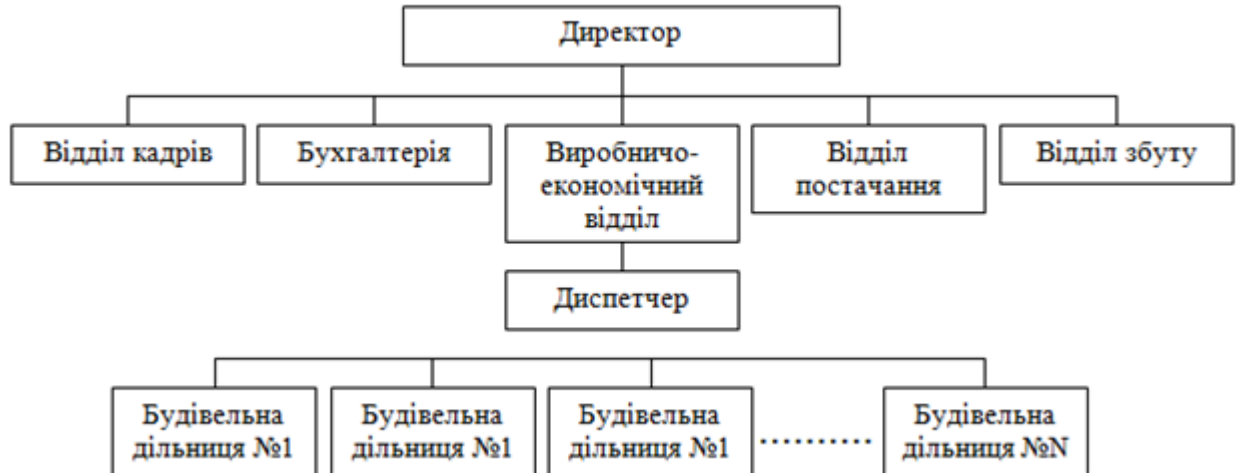 Директор
Відділ кадрів
Бухгалтерія
Виробничо-
економічний
відділ
Відділ
постачання
Відділ збуту
Диспетчер
Будівельна
дільниця №1
Будівельна
дільниця №1
Будівельна
дільниця №1
..........
Будівельна
дільниця №N